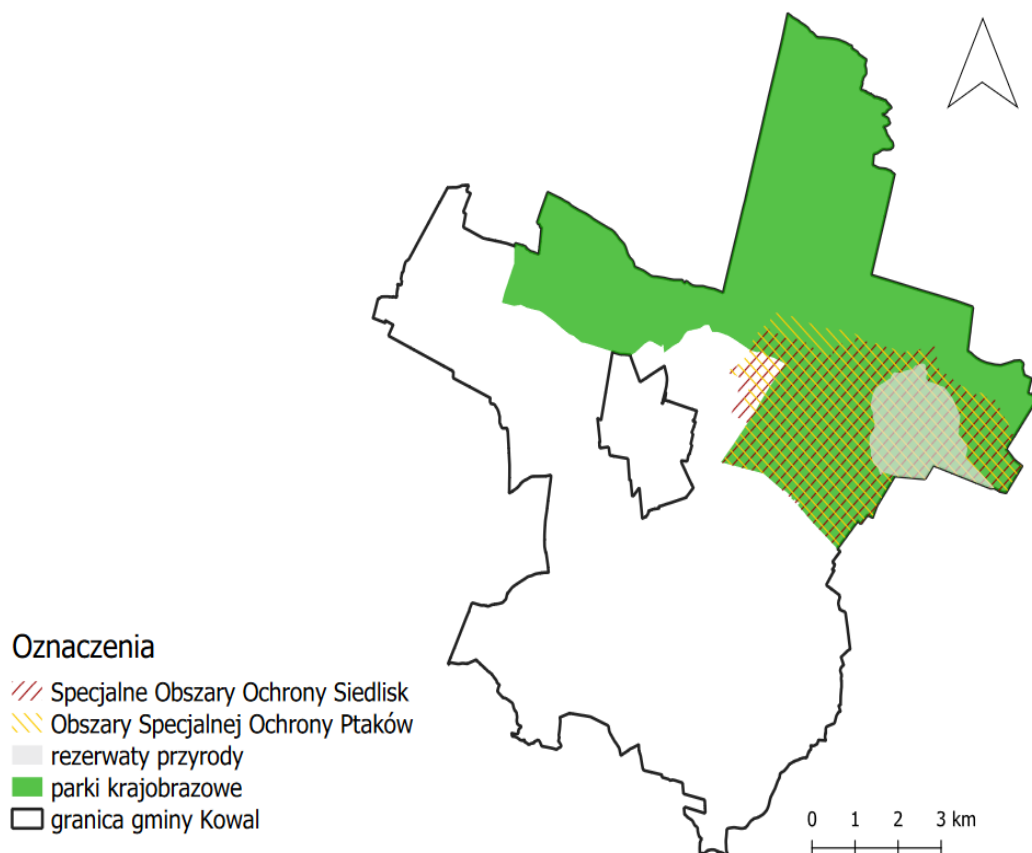 Oznaczenia
Specjalne Obszary Ochrony Siedlisk
Obszary Specjalnej Ochrony Ptaków
rezerwaty przyrody
parki krajobrazowe
granica gminy Kowal
0 1 2 3 km